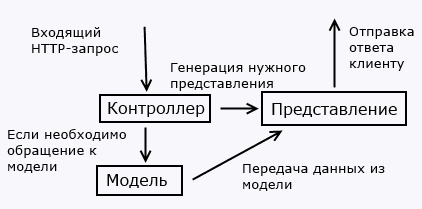 Входящий
HTTP-запрос
Отправка
ответа
клиенту
Генерация нужного
представления
Контроллер
Представление
Если необходимо
обращение к
модели
Модель
Передача данных из
модели